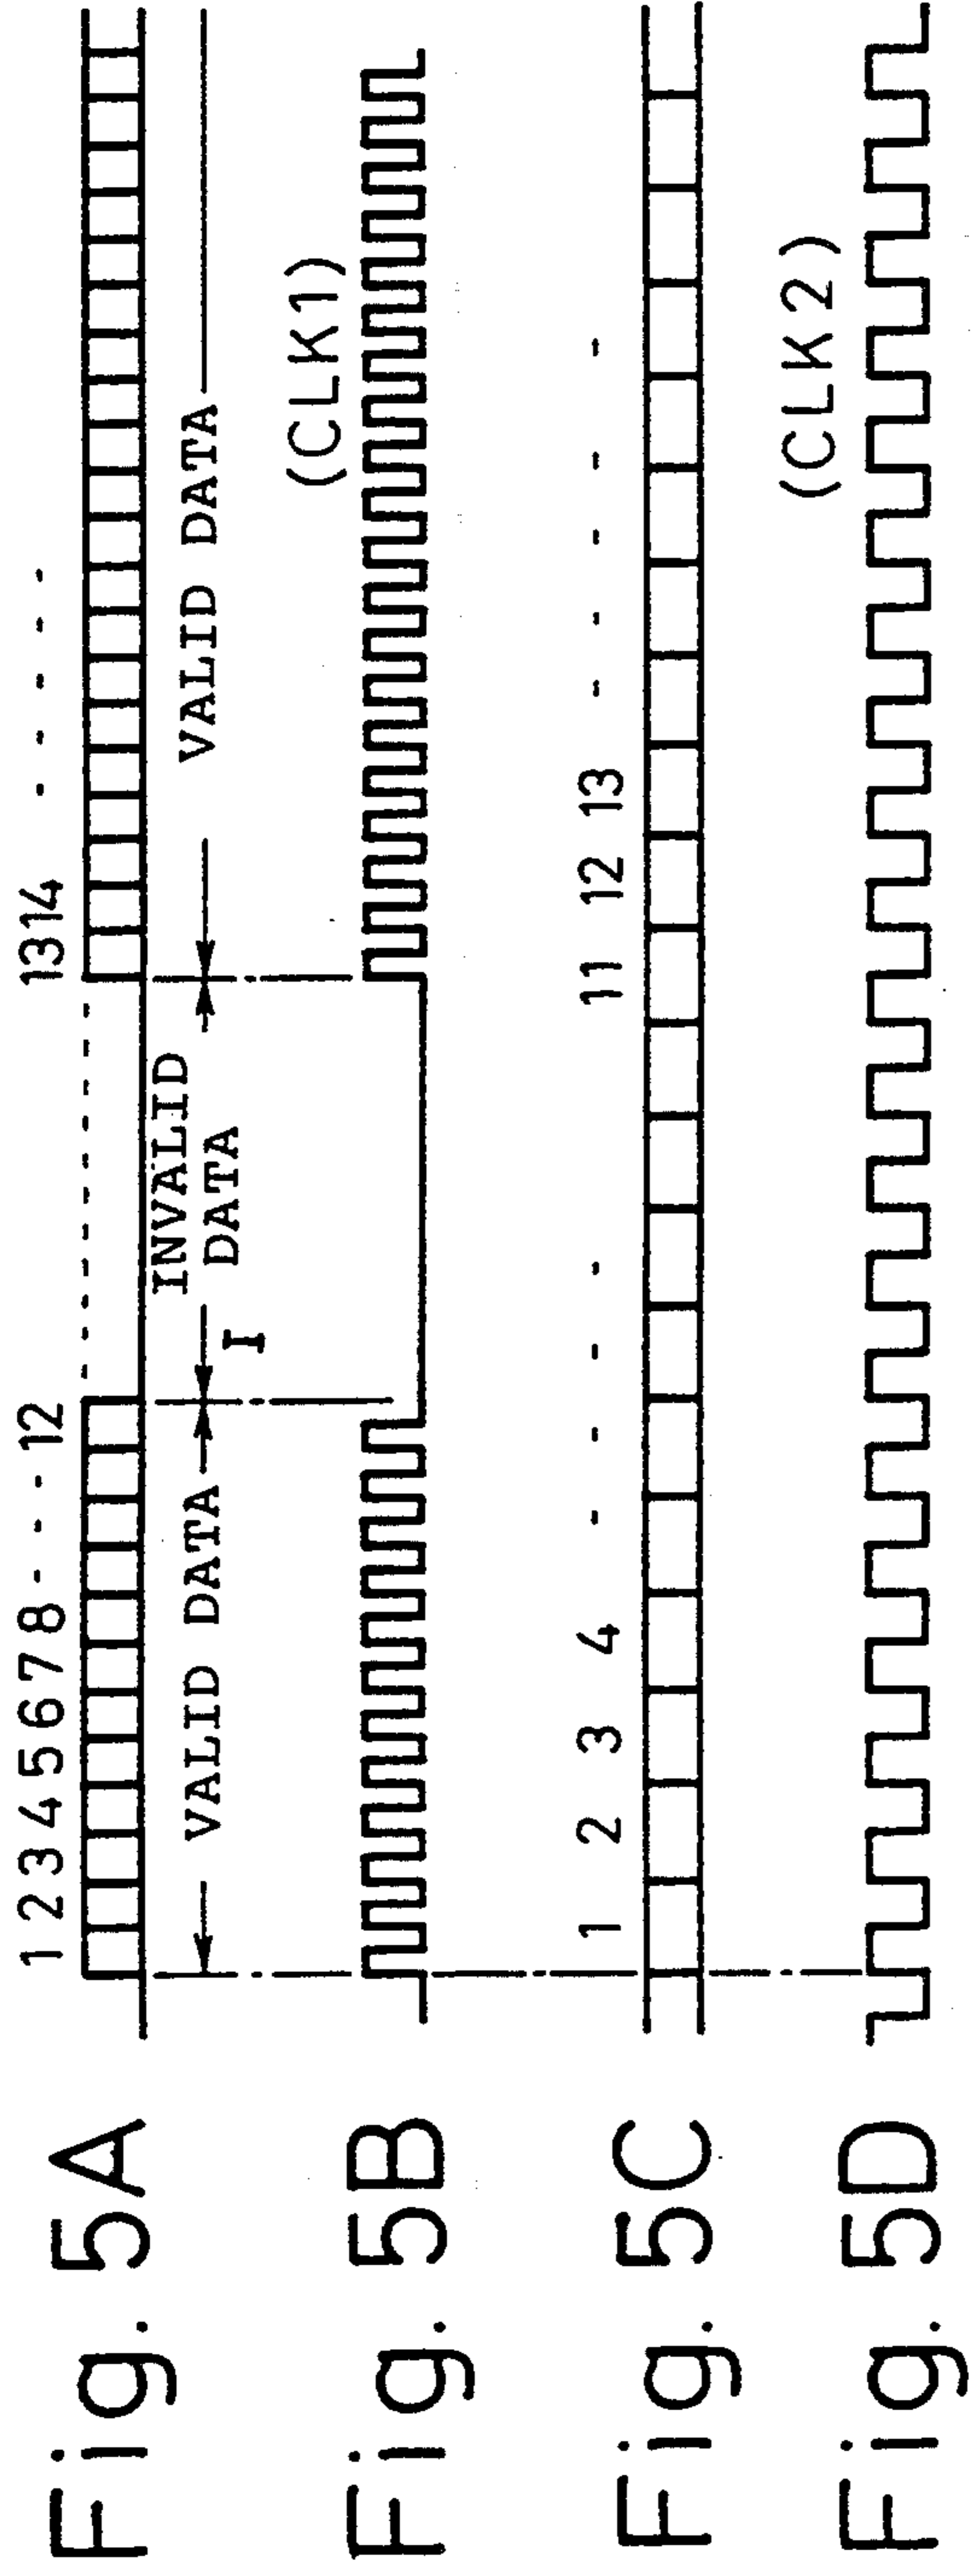 Fig. 5A
1 2 3 4 5 6 7 8 - - - 12
13 14 - - - - -
VALID DATA
INVALID
DATA
I
VALID DATA
Fig. 5B
(CLK1)
Fig. 5C
1 2 3 4 - - - -
11 12 13 - - - - -
Fig. 5D
(CLK2)